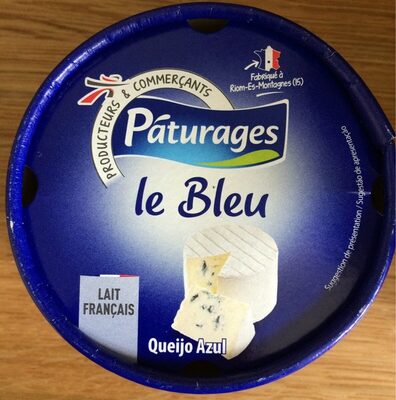 PRODUCTEURS & COMMERÇANTS
Fabriqué à
Riom-Es-Montagnes (15)
Pâturages
le Bleu
Suggestion de présentation / Sugestão de apresentação
LAIT
FRANÇAIS
Queijo Azul